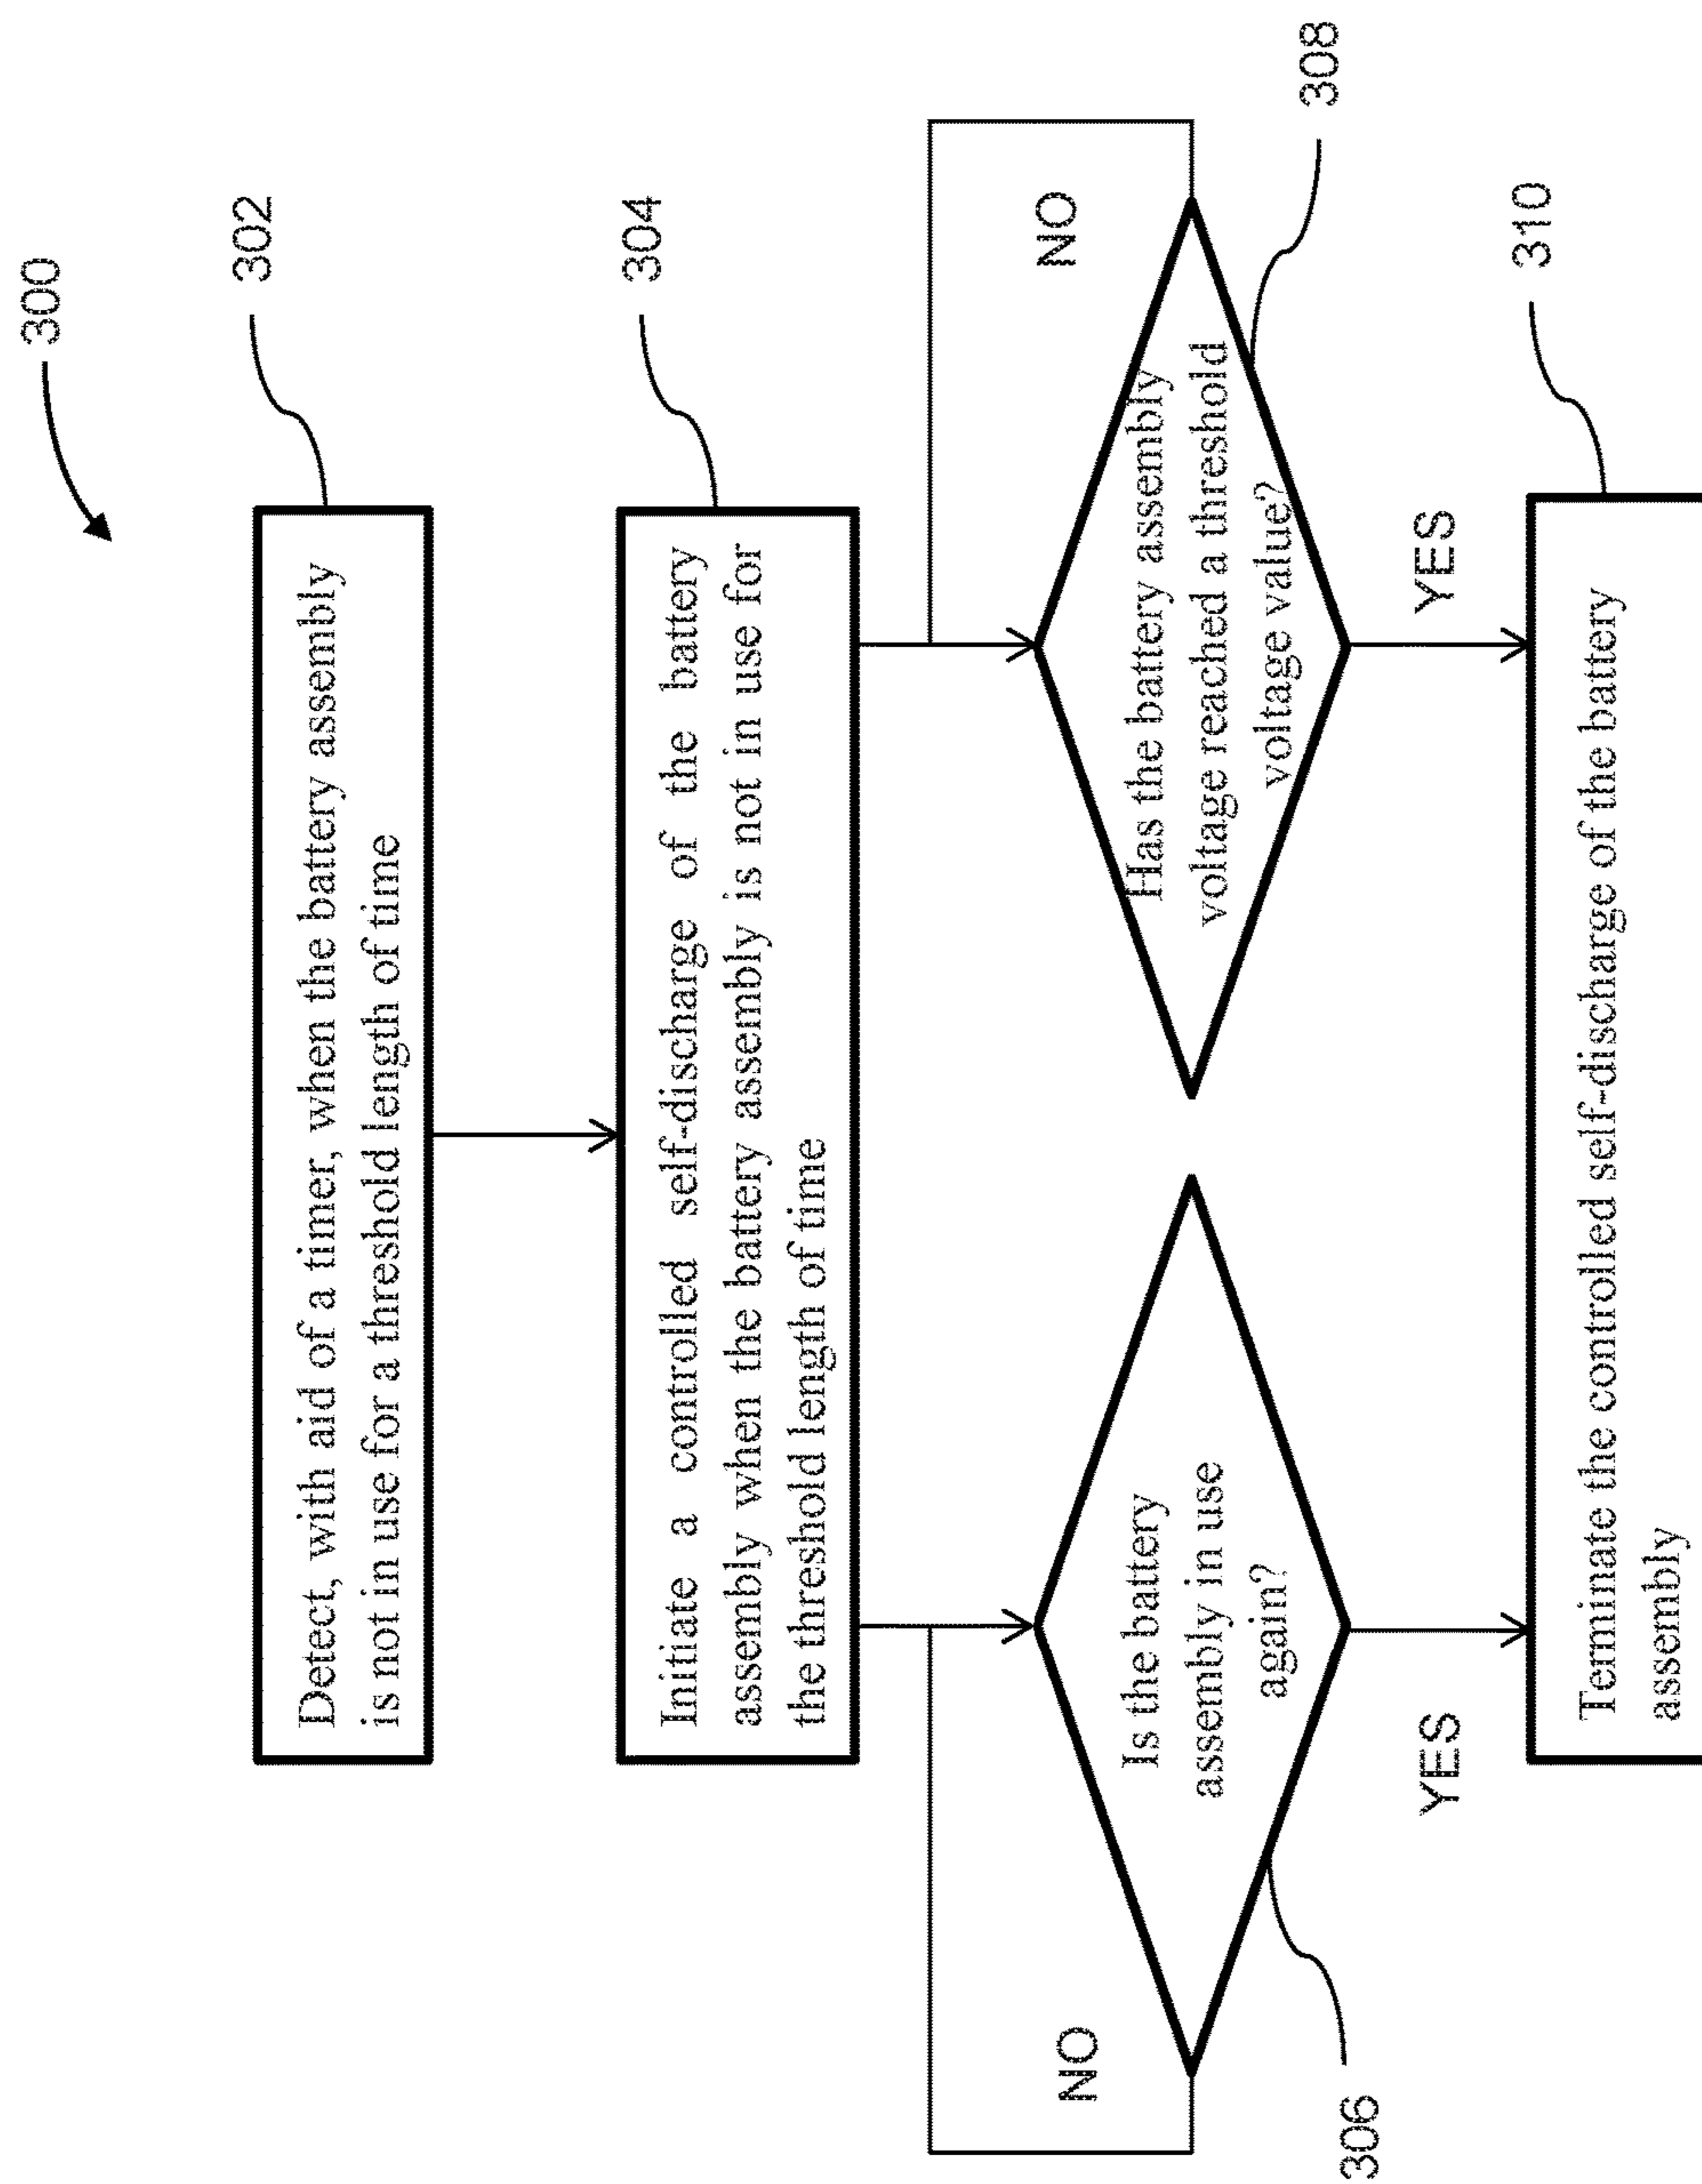 300
302
Detect, with aid of a timer, when the battery assembly
is not in use for a threshold length of time
304
Initiate a controlled self-discharge of the battery
assembly when the battery assembly is not in use for
the threshold length of time
NO
NO
Is the battery
assembly in use
again?
306
Has the battery assembly
voltage reached a threshold
voltage value?
308
YES
YES
310
Terminate the controlled self-discharge of the battery
assembly